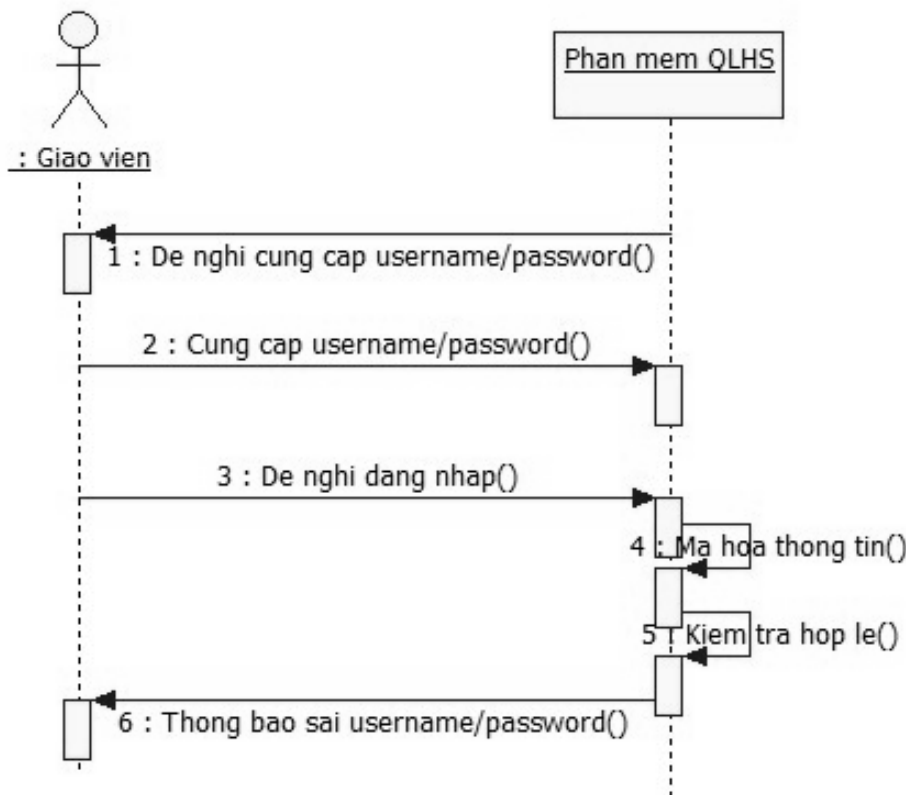 Phan mem QLHS
: Giao vien
1 : De nghi cung cap username/password()
2 : Cung cap username/password()
3 : De nghi dang nhap()
4 : Ma hoa thong tin()
5 : Kiem tra hop le()
6 : Thong bao sai username/password()